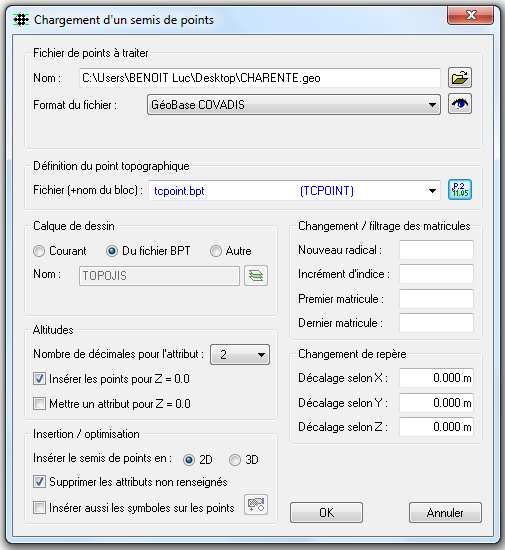 Chargement d'un semis de points
Fichier de points à traiter
Nom : C:\Users\BENOIT Luc\Desktop\CHARENTE.geo
Format du fichier : GéoBase COVADIS
Définition du point topographique
Fichier (+nom du bloc) : tcpoint.bpt (TCPOINT)
P.2
11.05
Calque de dessin
Courant Du fichier BPT Autre
Nom : TOPOJIS
Altitudes
Nombre de décimales pour l'attribut : 2
Insérer les points pour Z = 0.0
Mettre un attribut pour Z = 0.0
Insertion / optimisation
Insérer le semis de points en : 2D 3D
Supprimer les attributs non renseignés
Insérer aussi les symboles sur les points
Changement / filtrage des matricules
Nouveau radical :
Incrément d'indice :
Premier matricule :
Dernier matricule :
Changement de repère
Décalage selon X : 0.000 m
Décalage selon Y : 0.000 m
Décalage selon Z : 0.000 m
OK Annuler